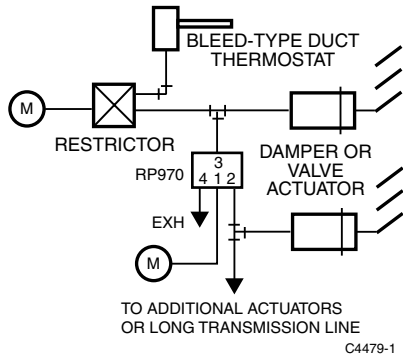 BLEED-TYPE DUCT
THERMOSTAT
M
RESTRICTOR
DAMPER OR
VALVE
ACTUATOR
RP970
3
4 1 2
EXH
M
TO ADDITIONAL ACTUATORS
OR LONG TRANSMISSION LINE
C4479-1